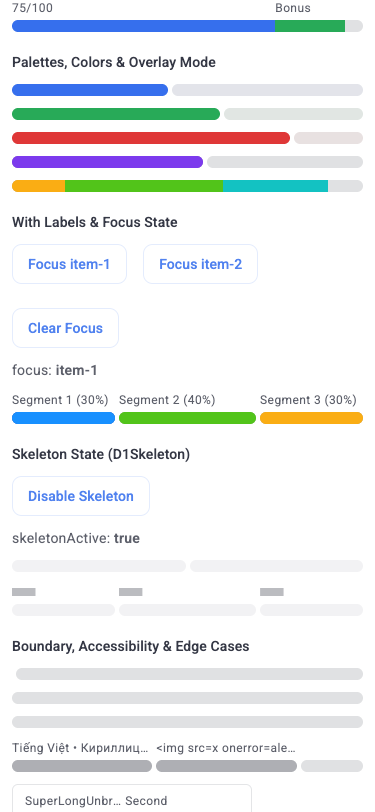 75/100 Bonus
Palettes, Colors & Overlay Mode
With Labels & Focus State
Focus item-1 Focus item-2
Clear Focus
focus: item-1
Segment 1 (30%) Segment 2 (40%) Segment 3 (30%)
Skeleton State (D1Skeleton)
Disable Skeleton
skeletonActive: true
Boundary, Accessibility & Edge Cases
Tiếng Việt • Кириллиц... <img src=x onerror=ale...
SuperLongUnbr... Second